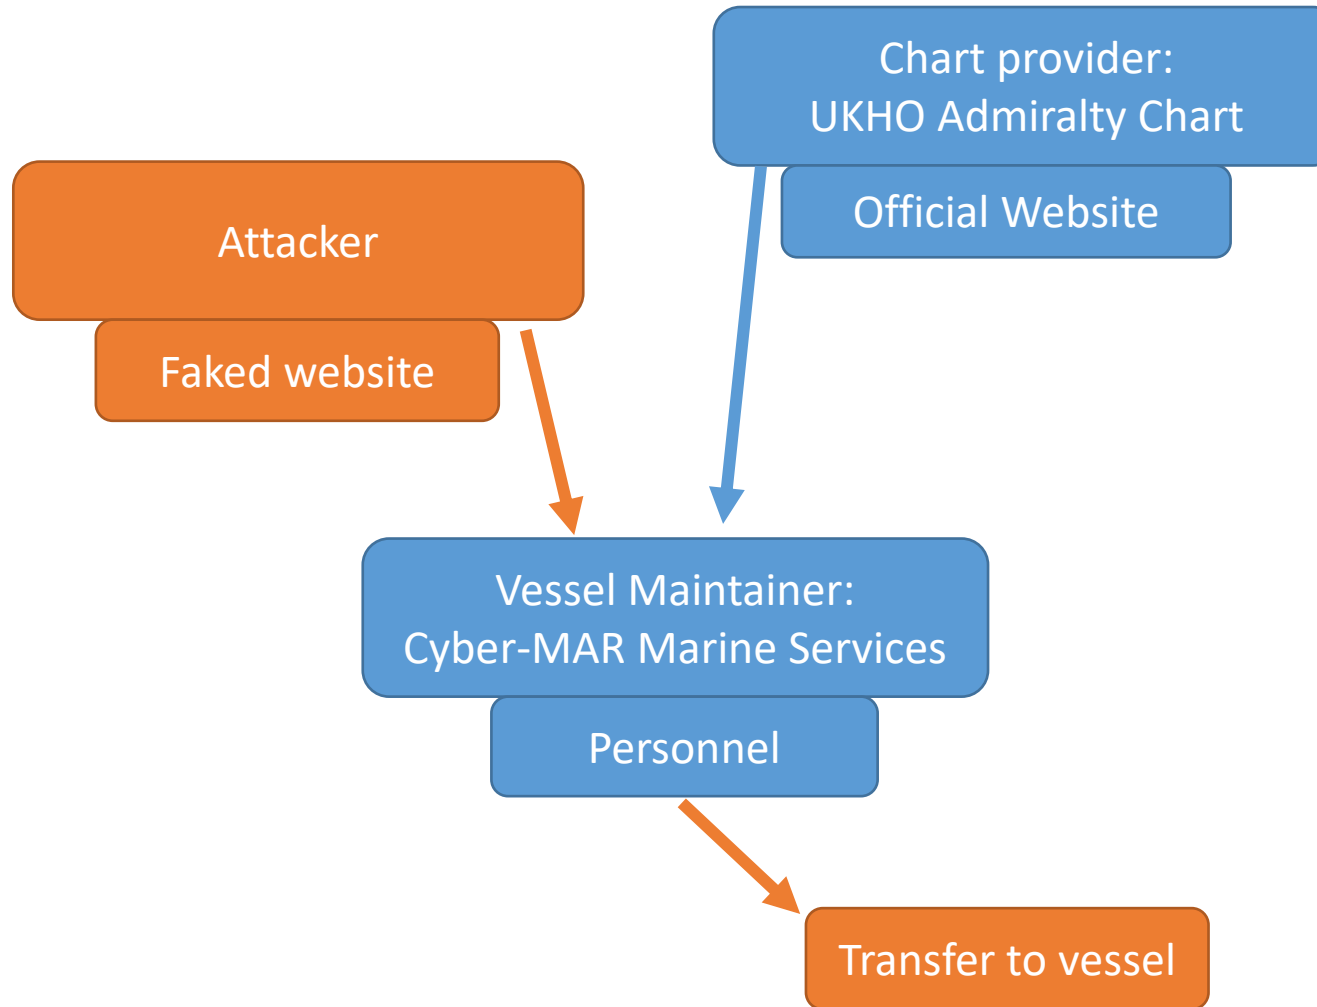 Chart provider:
UKHO Admiralty Chart
Official Website
Attacker
Faked website
Vessel Maintainer:
Cyber-MAR Marine Services
Personnel
Transfer to vessel